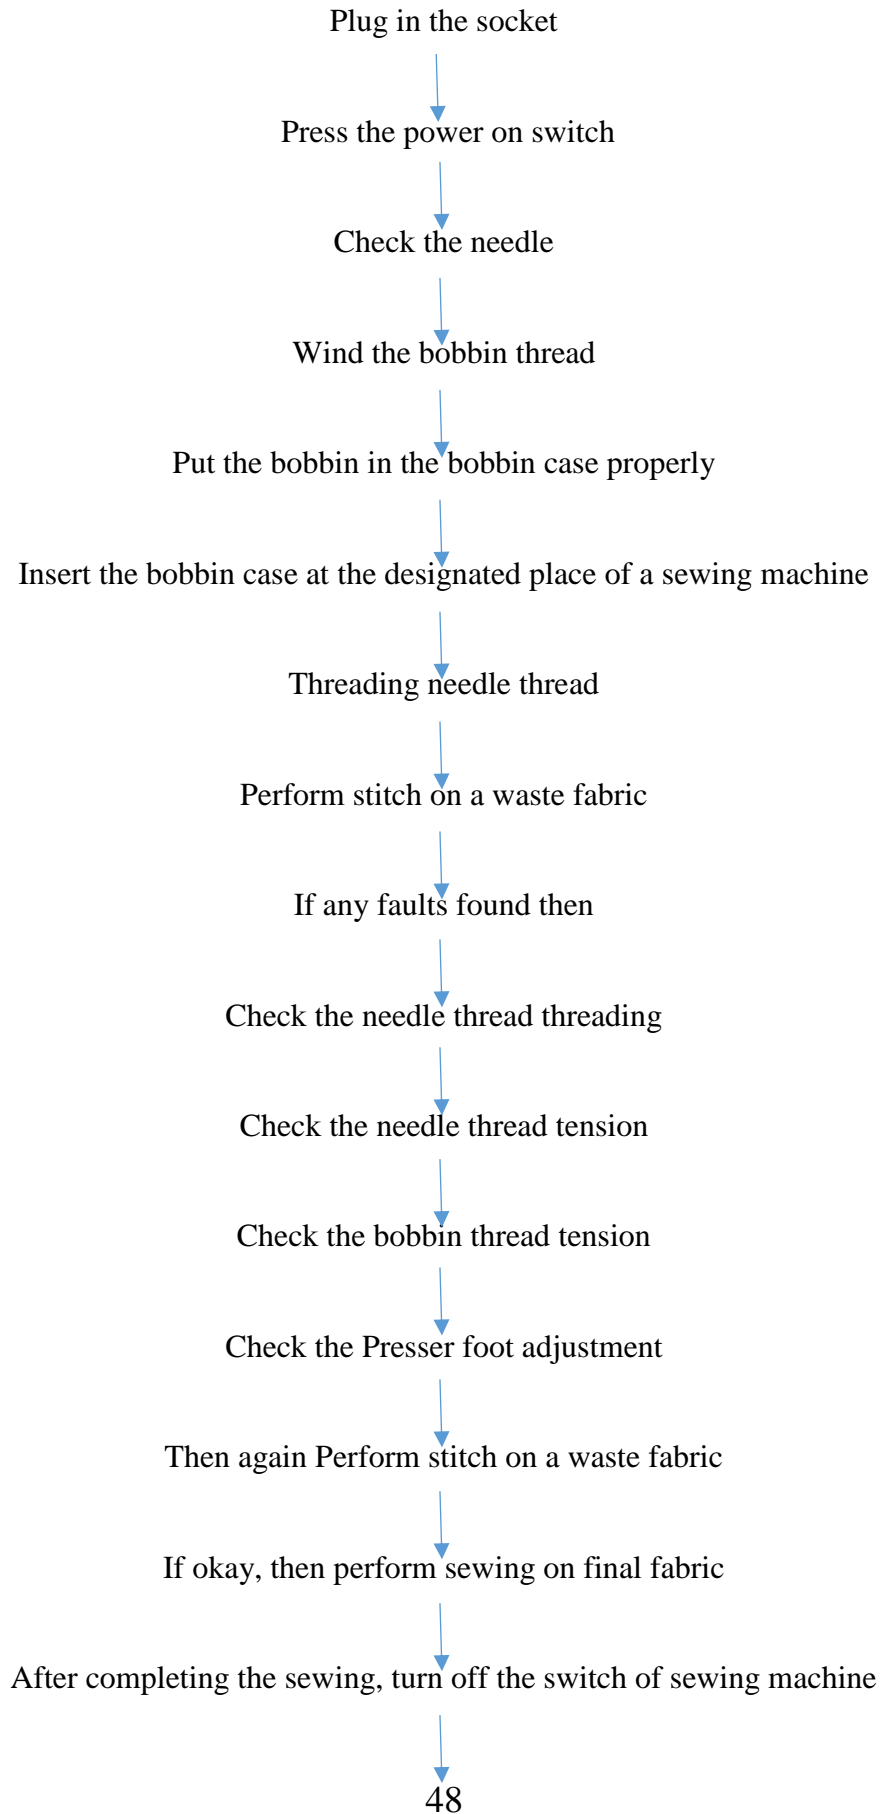 Plug in the socket
Press the power on switch
Check the needle
Wind the bobbin thread
Put the bobbin in the bobbin case properly
Insert the bobbin case at the designated place of a sewing machine
Threading needle thread
Perform stitch on a waste fabric
If any faults found then
Check the needle thread threading
Check the needle thread tension
Check the bobbin thread tension
Check the Presser foot adjustment
Then again Perform stitch on a waste fabric
If okay, then perform sewing on final fabric
After completing the sewing, turn off the switch of sewing machine
48